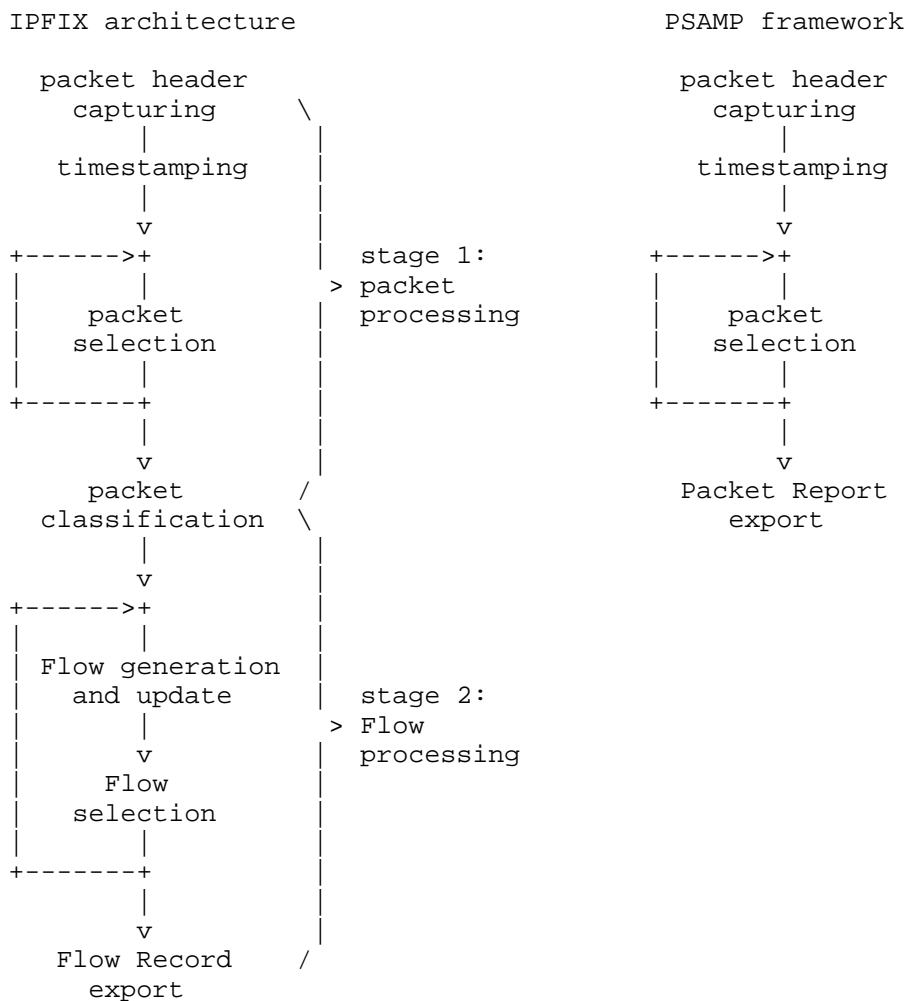 IPFIX architecture PSAMP framework
packet header packet header
capturing \ capturing
| | |
timestamping | timestamping
| | |
v | v
+------>+ | stage 1: +------>+
| | > packet | |
| packet | processing | packet
| selection | | selection
| | | | |
+-------+ | +-------+
| | |
v | v
packet / Packet Report
classification \ export
| |
v |
+------>+ |
| | |
| Flow generation |
| and update | stage 2:
| | > Flow
| v | processing
| Flow |
| selection |
| | |
+-------+ |
| |
v |
Flow Record /
export